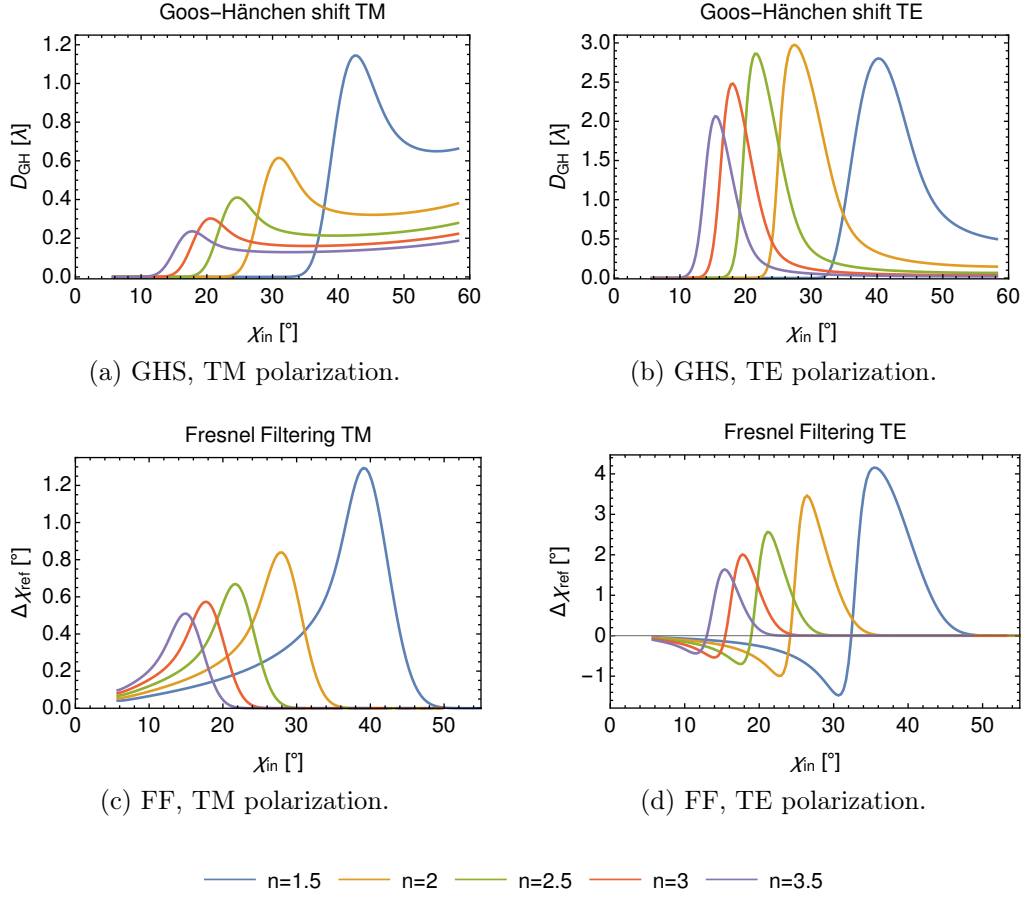 Goos–Hänchen shift TM
D_GH [λ]
0.0
0.2
0.4
0.6
0.8
1.0
1.2
0 10 20 30 40 50 60
χ_in [°]
(a) GHS, TM polarization.
Goos–Hänchen shift TE
D_GH [λ]
0.0
0.5
1.0
1.5
2.0
2.5
3.0
0 10 20 30 40 50 60
χ_in [°]
(b) GHS, TE polarization.
Fresnel Filtering TM
Δχ_ref [°]
0.0
0.2
0.4
0.6
0.8
1.0
1.2
0 10 20 30 40 50
χ_in [°]
(c) FF, TM polarization.
Fresnel Filtering TE
Δχ_ref [°]
−1
0
1
2
3
4
0 10 20 30 40 50
χ_in [°]
(d) FF, TE polarization.
n=1.5 n=2 n=2.5 n=3 n=3.5